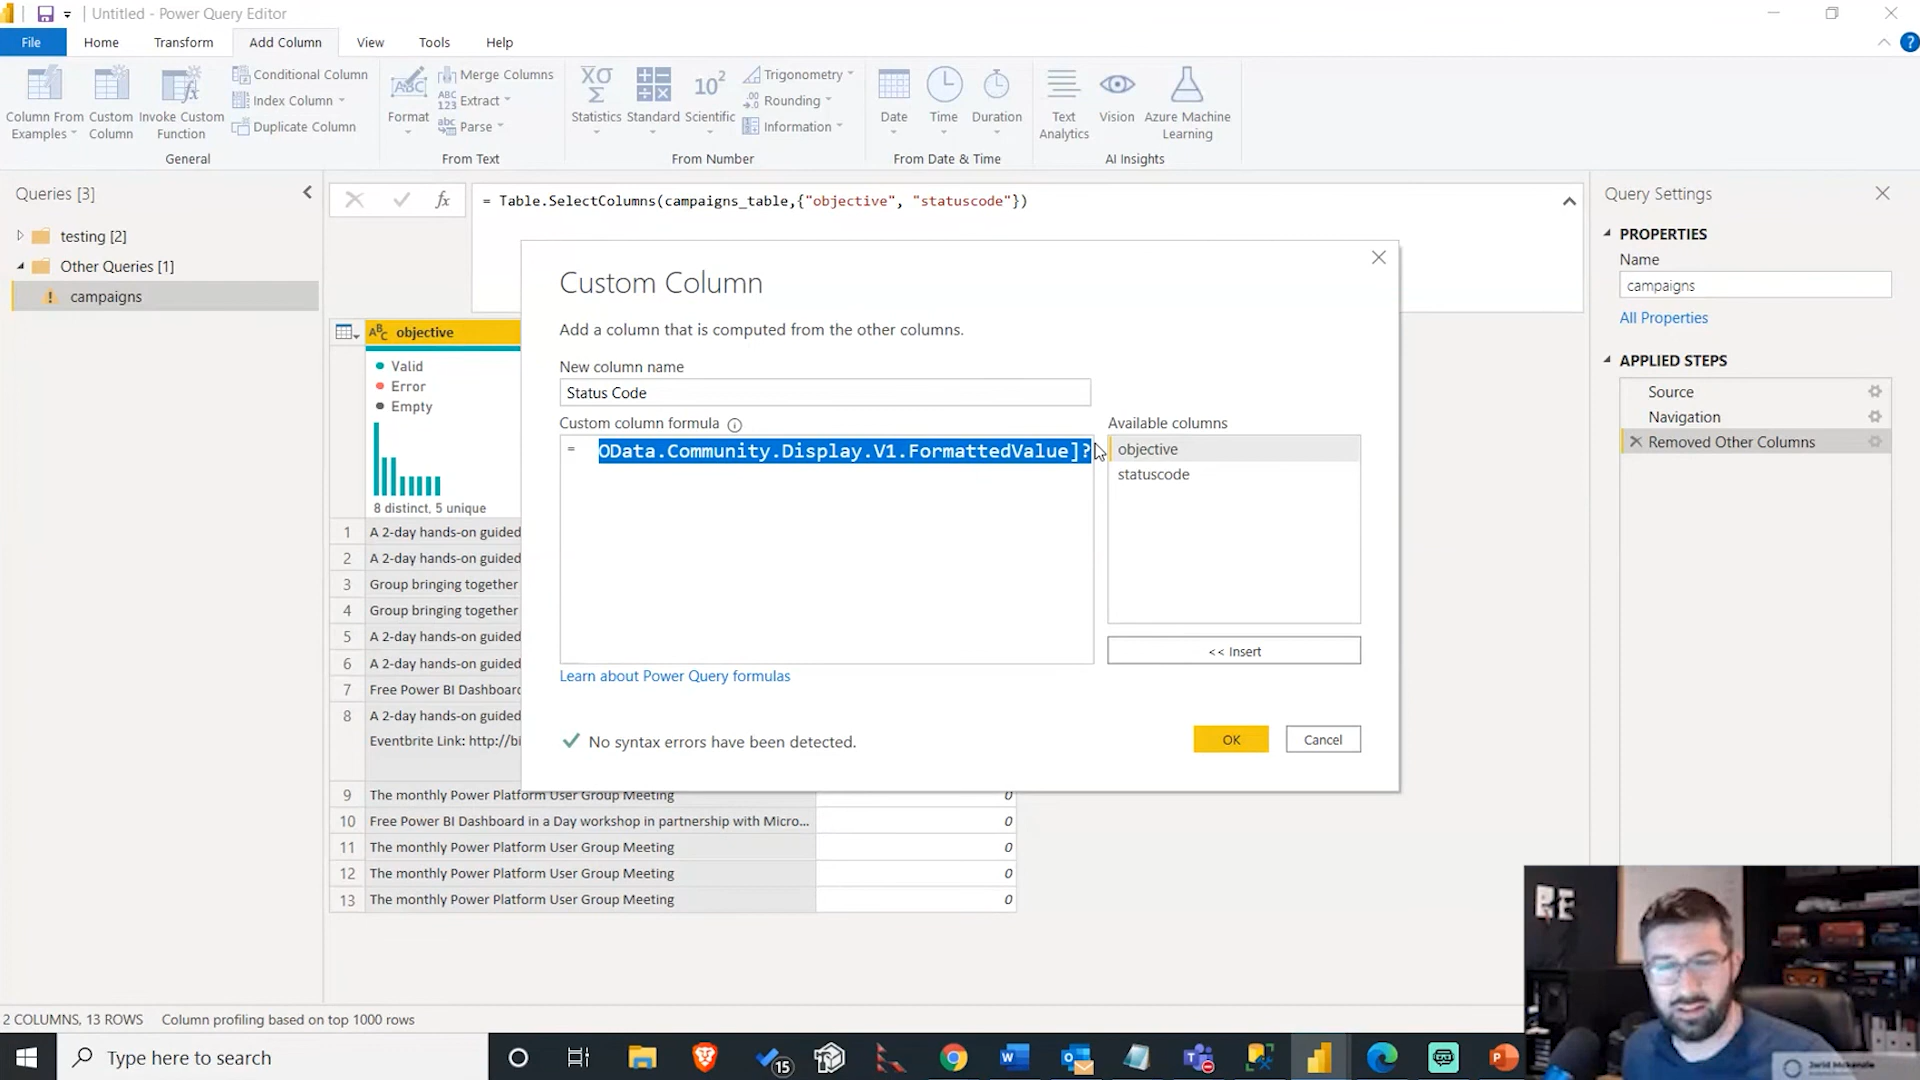 Untitled - Power Query Editor
File
Home
Transform
Add Column
View
Tools
Help
?
Column From
Examples
Custom
Column
Invoke Custom
Function
Conditional Column
Index Column
Duplicate Column
General
ABC
Format
Merge Columns
ABC
123
Extract
abc
Parse
From Text
XΟ
Σ
Statistics
Standard
10²
Scientific
Trigonometry
.00
Rounding
Information
From Number
Date
Time
Duration
From Date & Time
Text
Analytics
Vision
Azure Machine
Learning
AI Insights
Queries [3]
testing [2]
Other Queries [1]
campaigns
fx
= Table.SelectColumns(campaigns_table,{"objective", "statuscode"})
ABC objective
Valid
Error
Empty
8 distinct, 5 unique
1 A 2-day hands-on guided
2 A 2-day hands-on guided
3 Group bringing together
4 Group bringing together
5 A 2-day hands-on guided
6 A 2-day hands-on guided
7 Free Power BI Dashboard
8 A 2-day hands-on guided
Eventbrite Link: http://bi
9 The monthly Power Platform User Group Meeting 0
10 Free Power BI Dashboard in a Day workshop in partnership with Micro... 0
11 The monthly Power Platform User Group Meeting 0
12 The monthly Power Platform User Group Meeting 0
13 The monthly Power Platform User Group Meeting 0
Custom Column
Add a column that is computed from the other columns.
New column name
Status Code
Custom column formula
Available columns
= OData.Community.Display.V1.FormattedValue]?
objective
statuscode
<< Insert
Learn about Power Query formulas
No syntax errors have been detected.
OK
Cancel
Query Settings
PROPERTIES
Name
campaigns
All Properties
APPLIED STEPS
Source
Navigation
Removed Other Columns
2 COLUMNS, 13 ROWS
Column profiling based on top 1000 rows
Type here to search
15
Jarid McKenzie